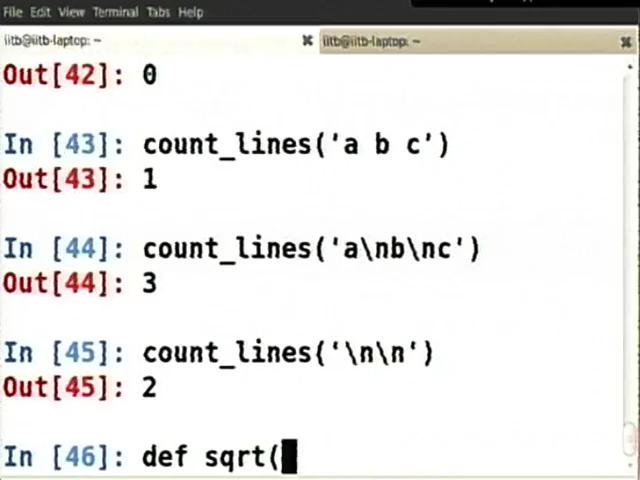 File Edit View Terminal Tabs Help
iitb@iitb-laptop: ~ iitb@iitb-laptop: ~
Out[42]: 0
In [43]: count_lines('a b c')
Out[43]: 1
In [44]: count_lines('a\nb\nc')
Out[44]: 3
In [45]: count_lines('\n\n')
Out[45]: 2
In [46]: def sqrt(